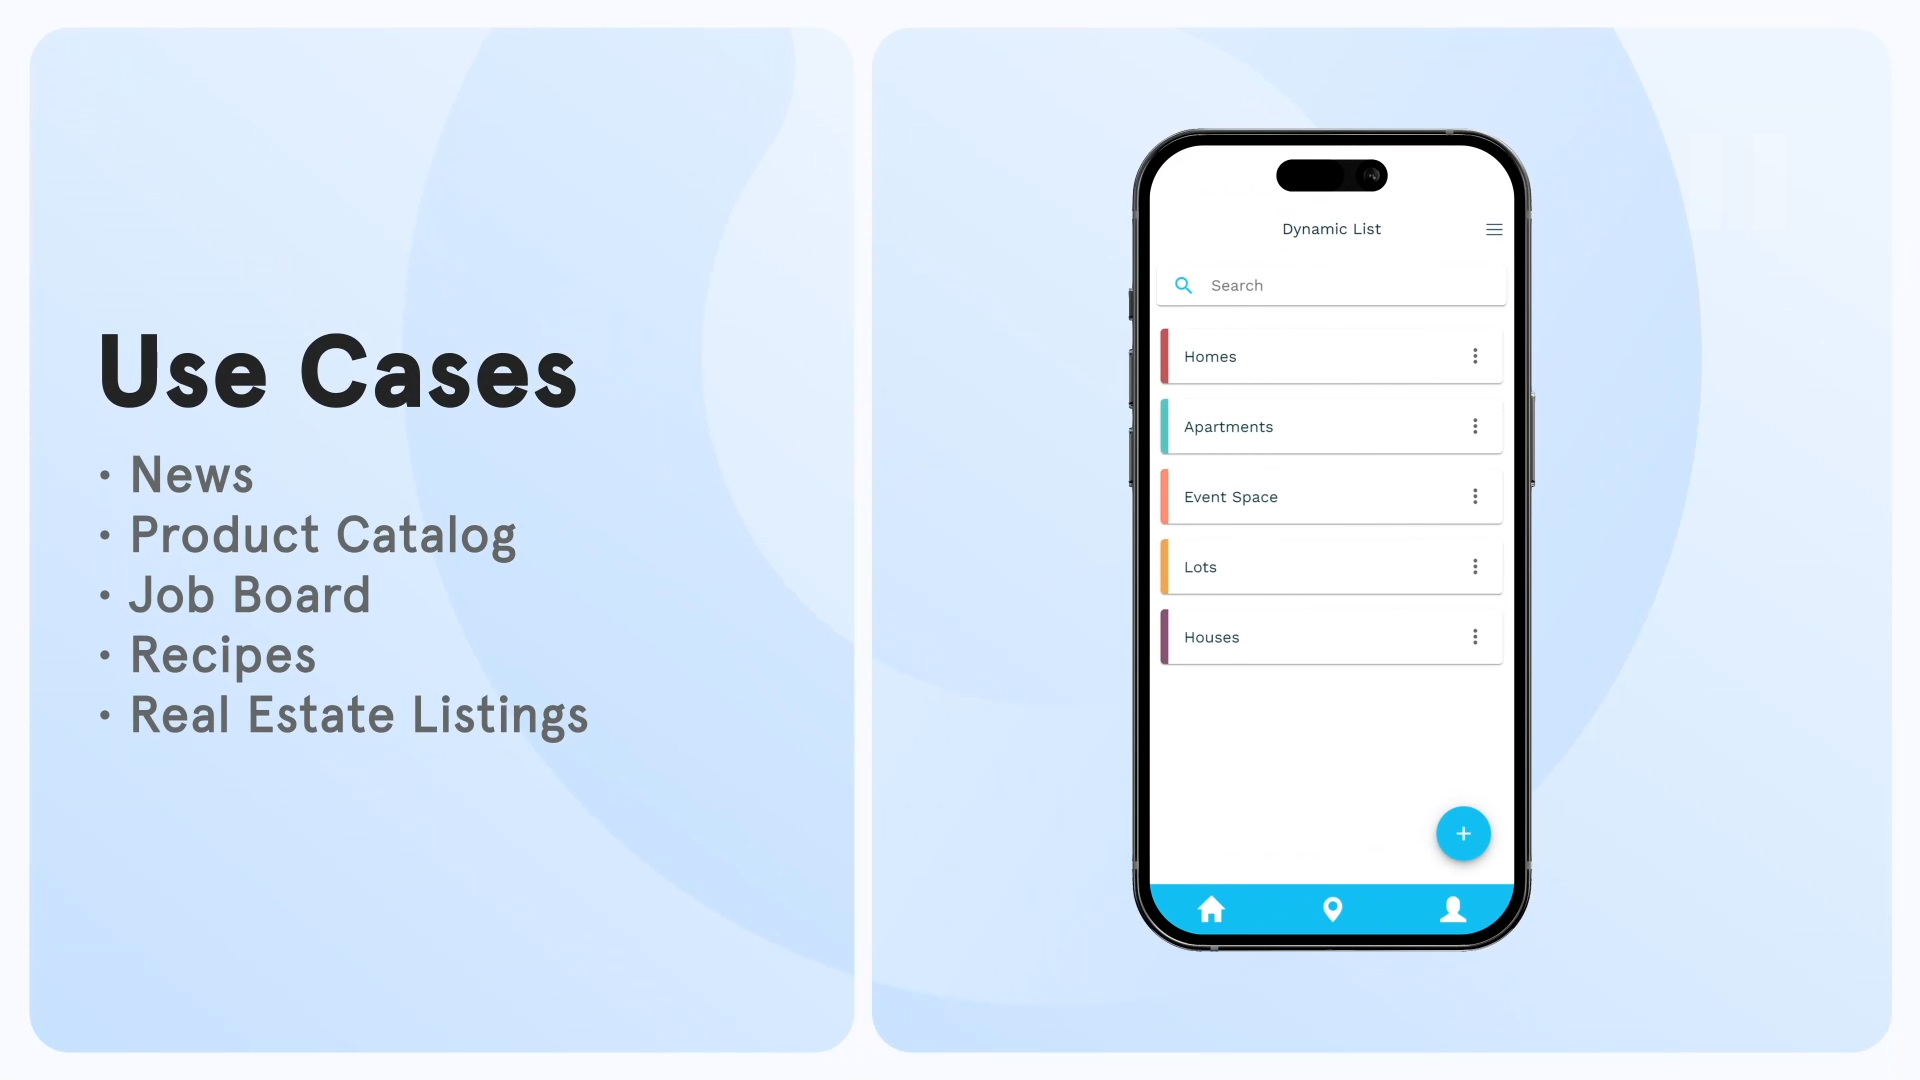 Use Cases
• News
• Product Catalog
• Job Board
• Recipes
• Real Estate Listings
Dynamic List
Search
Homes
Apartments
Event Space
Lots
Houses